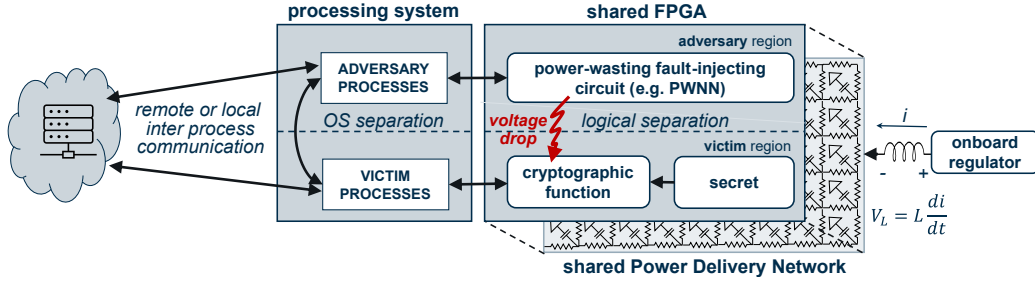 processing system
shared FPGA
adversary region
ADVERSARY
PROCESSES
power-wasting fault-injecting
circuit (e.g. PWNN)
remote or local
inter process
communication
OS separation
voltage
drop
logical separation
victim region
VICTIM
PROCESSES
cryptographic
function
secret
i
onboard
regulator
- +
V_L = L di/dt
shared Power Delivery Network